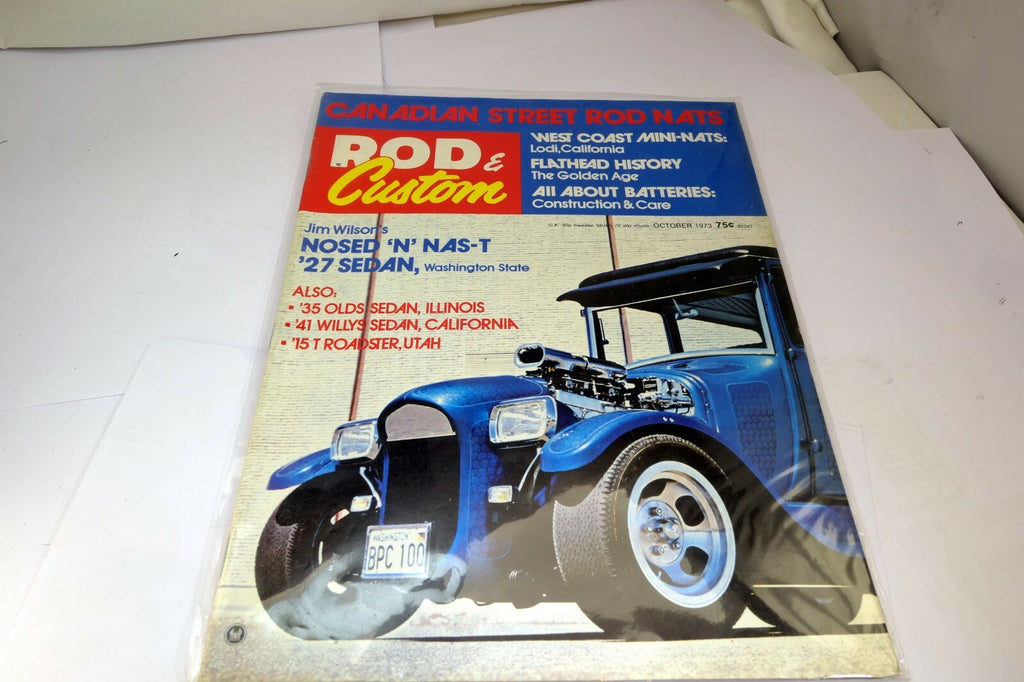 CANADIAN STREET ROD NATS
ROD &
Custom
WEST COAST MINI-NATS:
Lodi, California
FLATHEAD HISTORY
The Golden Age
All ABOUT BATTERIES:
Construction & Care
OCTOBER 1973 75¢
Jim Wilson's
NOSED 'N' NAS-T
'27 SEDAN, Washington State
ALSO:
• '35 OLDS SEDAN, ILLINOIS
• '41 WILLYS SEDAN, CALIFORNIA
• '15 T ROADSTER, UTAH
WASHINGTON
BPC 100